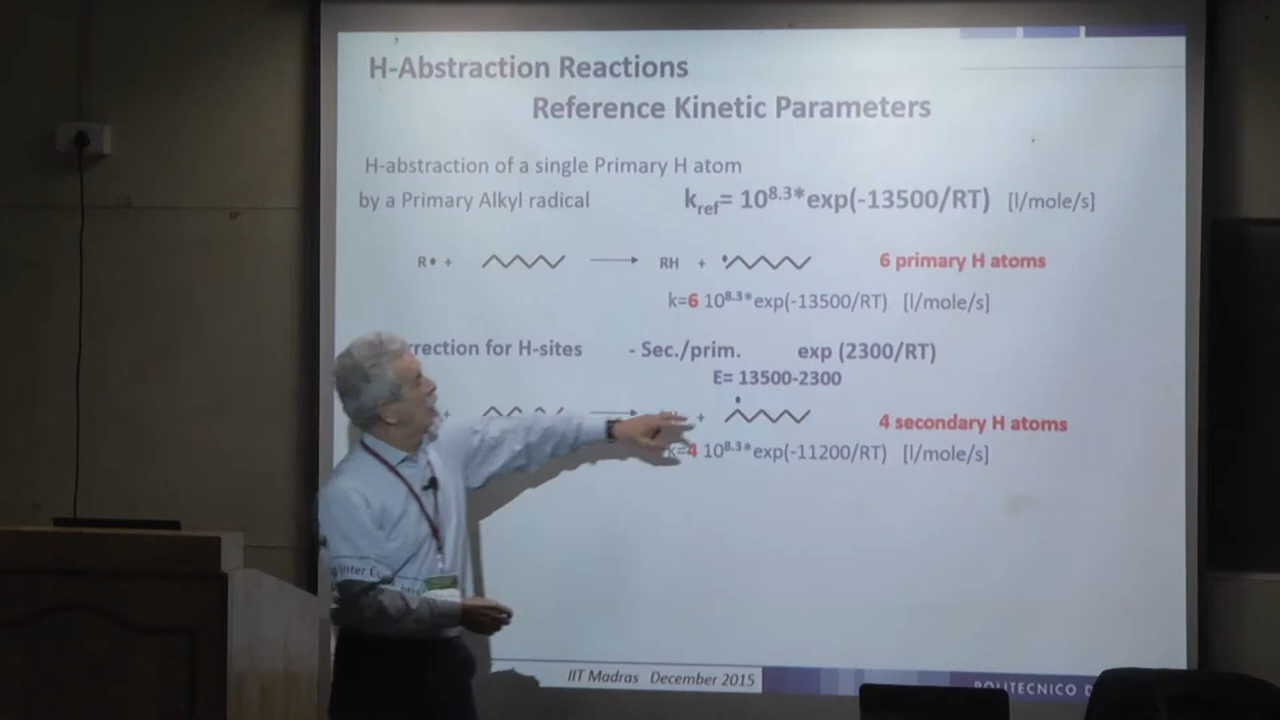 H-Abstraction Reactions
Reference Kinetic Parameters
H-abstraction of a single Primary H atom
by a Primary Alkyl radical k_ref= 10^8.3*exp(-13500/RT) [l/mole/s]
R• + RH + 6 primary H atoms
k=6 10^8.3*exp(-13500/RT) [l/mole/s]
rrection for H-sites - Sec./prim. exp (2300/RT)
E= 13500-2300
+ + 4 secondary H atoms
k=4 10^8.3*exp(-11200/RT) [l/mole/s]
IIT Madras December 2015
POLITECNICO D